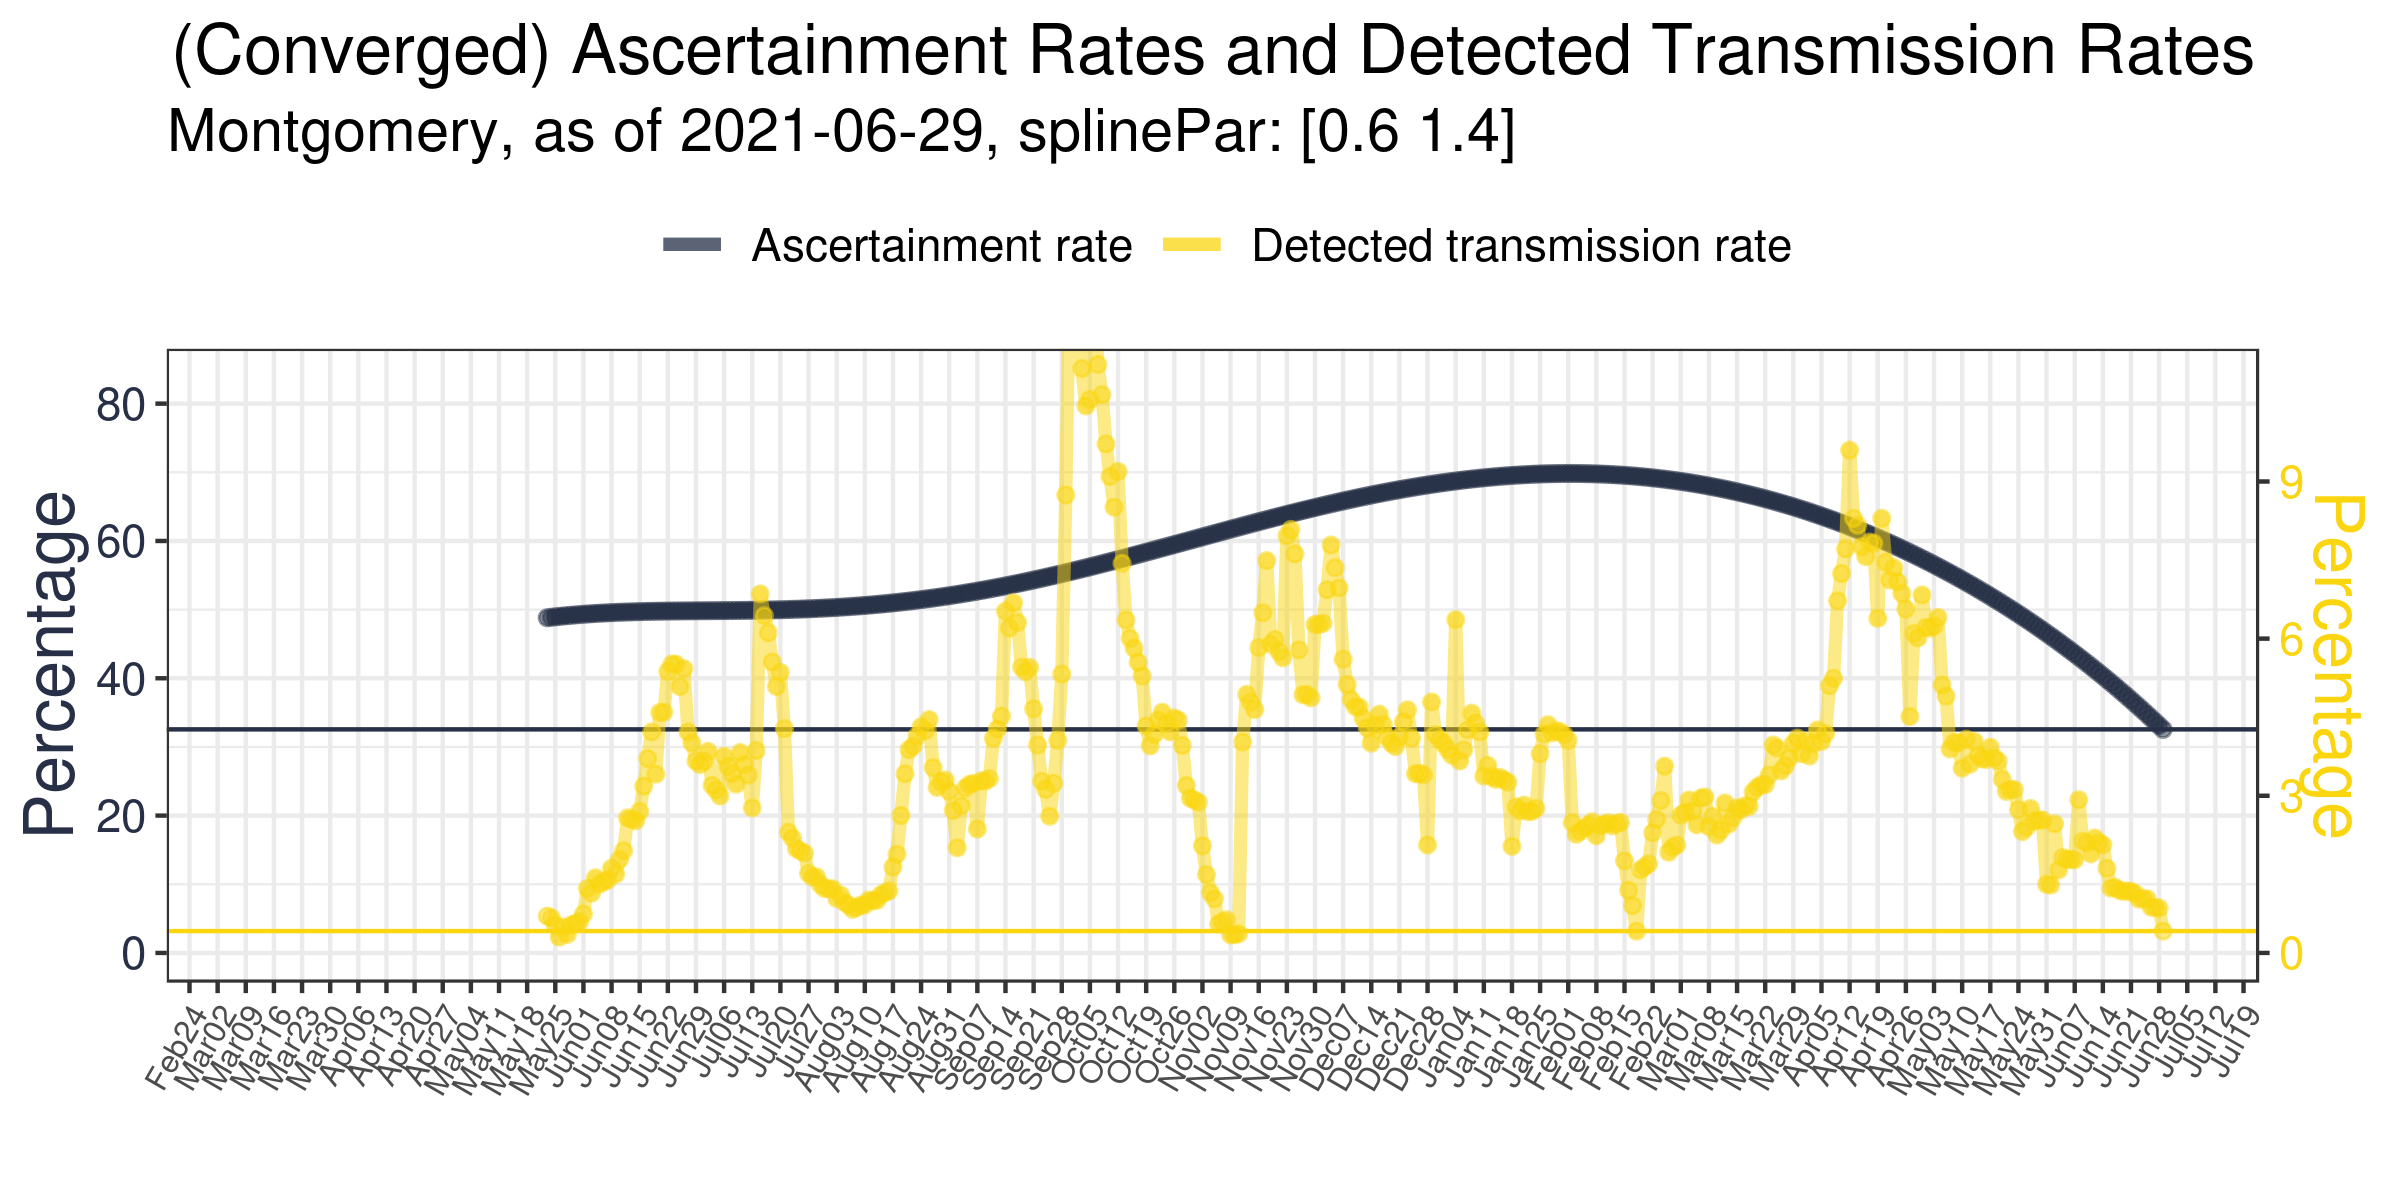 (Converged) Ascertainment Rates and Detected Transmission Rates
Montgomery, as of 2021-06-29, splinePar: [0.6 1.4]
Ascertainment rate
Detected transmission rate
Percentage
80
60
40
20
0
9
6
3
0
Percentage
Feb24
Mar02
Mar09
Mar16
Mar23
Mar30
Apr06
Apr13
Apr20
Apr27
May04
May11
May18
May25
Jun01
Jun08
Jun15
Jun22
Jun29
Jul06
Jul13
Jul20
Jul27
Aug03
Aug10
Aug17
Aug24
Aug31
Sep07
Sep14
Sep21
Sep28
Oct05
Oct12
Oct19
Oct26
Nov02
Nov09
Nov16
Nov23
Nov30
Dec07
Dec14
Dec21
Dec28
Jan04
Jan11
Jan18
Jan25
Feb01
Feb08
Feb15
Feb22
Mar01
Mar08
Mar15
Mar22
Mar29
Apr05
Apr12
Apr19
Apr26
May03
May10
May17
May24
May31
Jun07
Jun14
Jun21
Jun28
Jul05
Jul12
Jul19